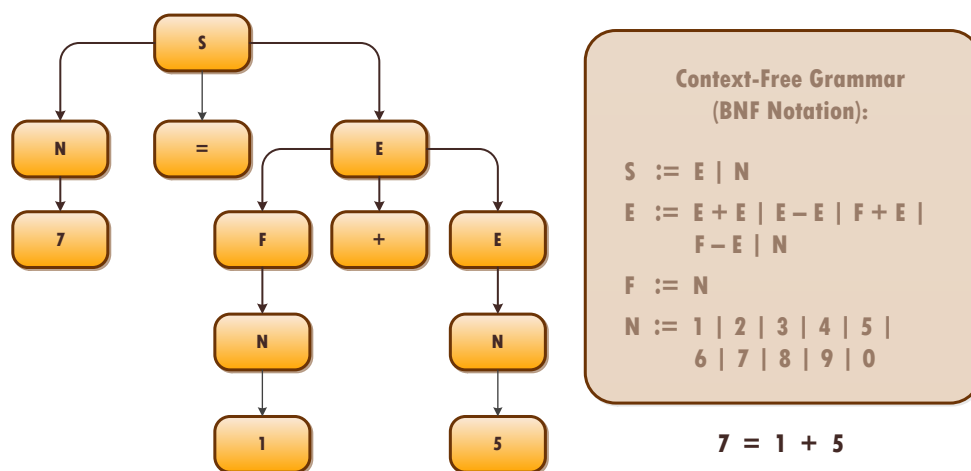 S
N
=
E
7
F
+
E
N
N
1
5
Context-Free Grammar
(BNF Notation):
S := E | N
E := E + E | E – E | F + E |
F – E | N
F := N
N := 1 | 2 | 3 | 4 | 5 |
6 | 7 | 8 | 9 | 0
7 = 1 + 5